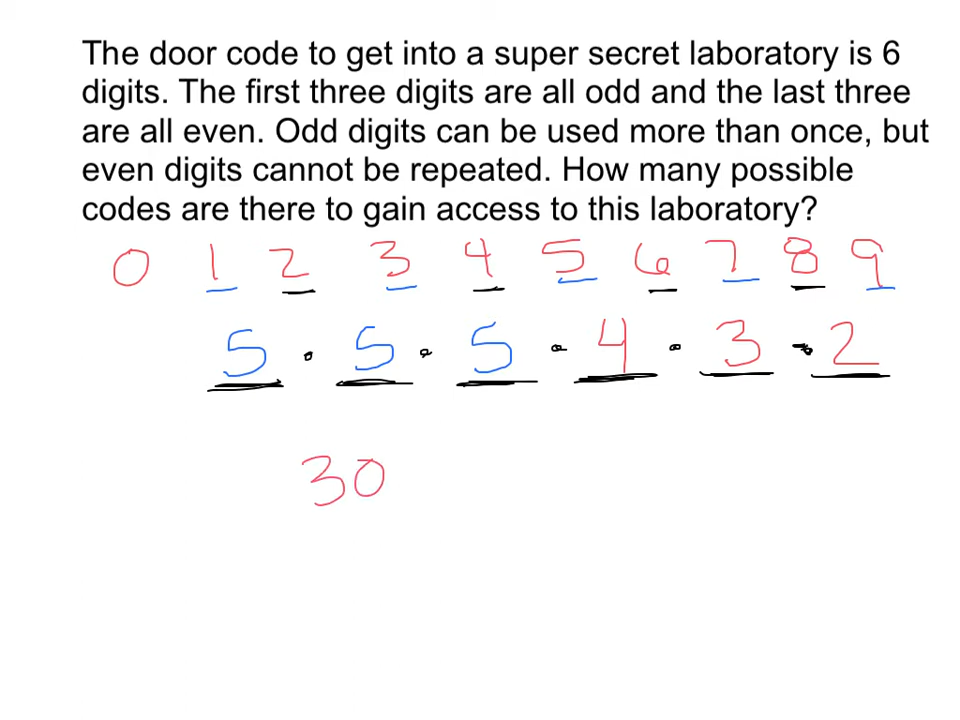 The door code to get into a super secret laboratory is 6
digits. The first three digits are all odd and the last three
are all even. Odd digits can be used more than once, but
even digits cannot be repeated. How many possible
codes are there to gain access to this laboratory?
0 1 2 3 4 5 6 7 8 9
5 · 5 · 5 · 4 · 3 · 2
30